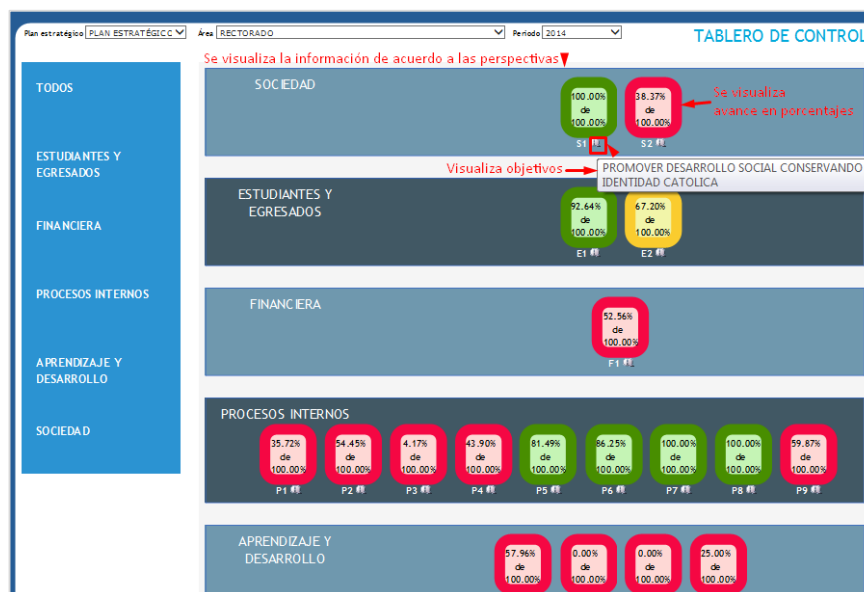 Plan estratégico PLAN ESTRATÉGICO Área RECTORADO Periodo 2014
TABLERO DE CONTROL
Se visualiza la información de acuerdo a las perspectivas
TODOS
ESTUDIANTES Y
EGRESADOS
FINANCIERA
PROCESOS INTERNOS
APRENDIZAJE Y
DESARROLLO
SOCIEDAD
SOCIEDAD
100.00%
de
100.00%
S1
38.37%
de
100.00%
S2
Se visualiza
avance en porcentajes
Visualiza objetivos
PROMOVER DESARROLLO SOCIAL CONSERVANDO
IDENTIDAD CATOLICA
ESTUDIANTES Y
EGRESADOS
92.64%
de
100.00%
E1
67.20%
de
100.00%
E2
FINANCIERA
52.56%
de
100.00%
F1
PROCESOS INTERNOS
35.72%
de
100.00%
P1
54.45%
de
100.00%
P2
4.17%
de
100.00%
P3
43.90%
de
100.00%
P4
81.49%
de
100.00%
P5
86.25%
de
100.00%
P6
100.00%
de
100.00%
P7
100.00%
de
100.00%
P8
59.87%
de
100.00%
P9
APRENDIZAJE Y
DESARROLLO
57.96%
de
100.00%
0.00%
de
100.00%
0.00%
de
100.00%
25.00%
de
100.00%